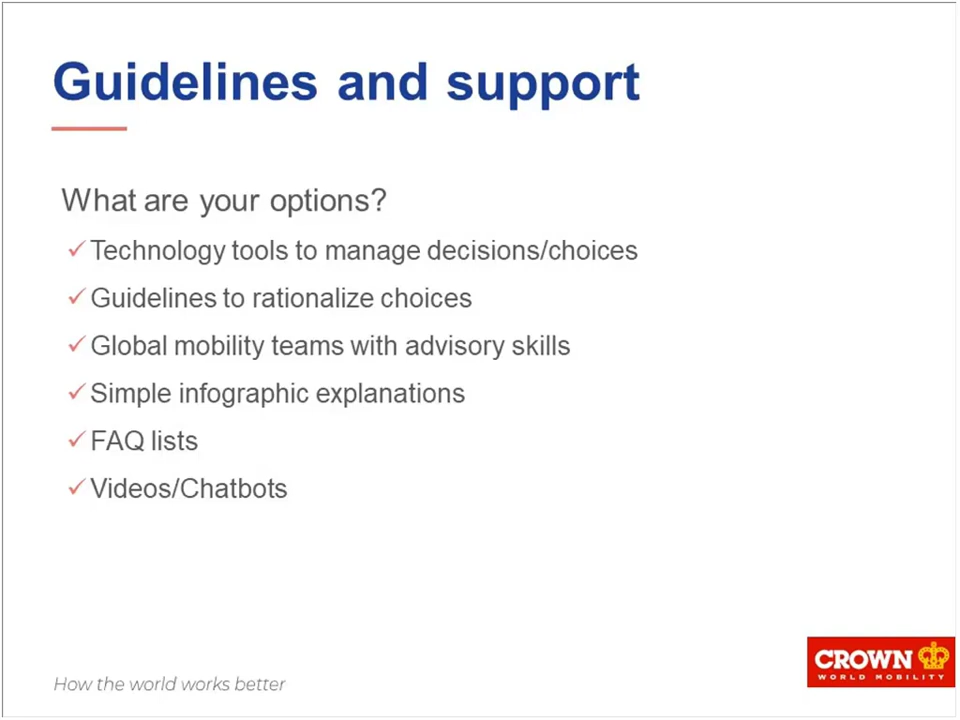 Guidelines and support
What are your options?
Technology tools to manage decisions/choices
Guidelines to rationalize choices
Global mobility teams with advisory skills
Simple infographic explanations
FAQ lists
Videos/Chatbots
How the world works better
CROWN
WORLD MOBILITY